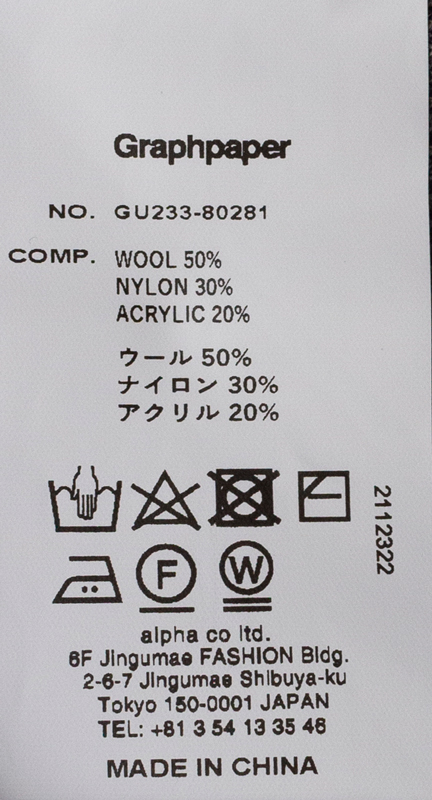 Graphpaper
NO. GU233-80281
COMP. WOOL 50%
NYLON 30%
ACRYLIC 20%
ウール 50%
ナイロン 30%
アクリル 20%
2112322
F W
alpha co ltd.
6F Jingumae FASHION Bldg.
2-6-7 Jingumae Shibuya-ku
Tokyo 150-0001 JAPAN
TEL: +81 3 54 13 35 46
MADE IN CHINA